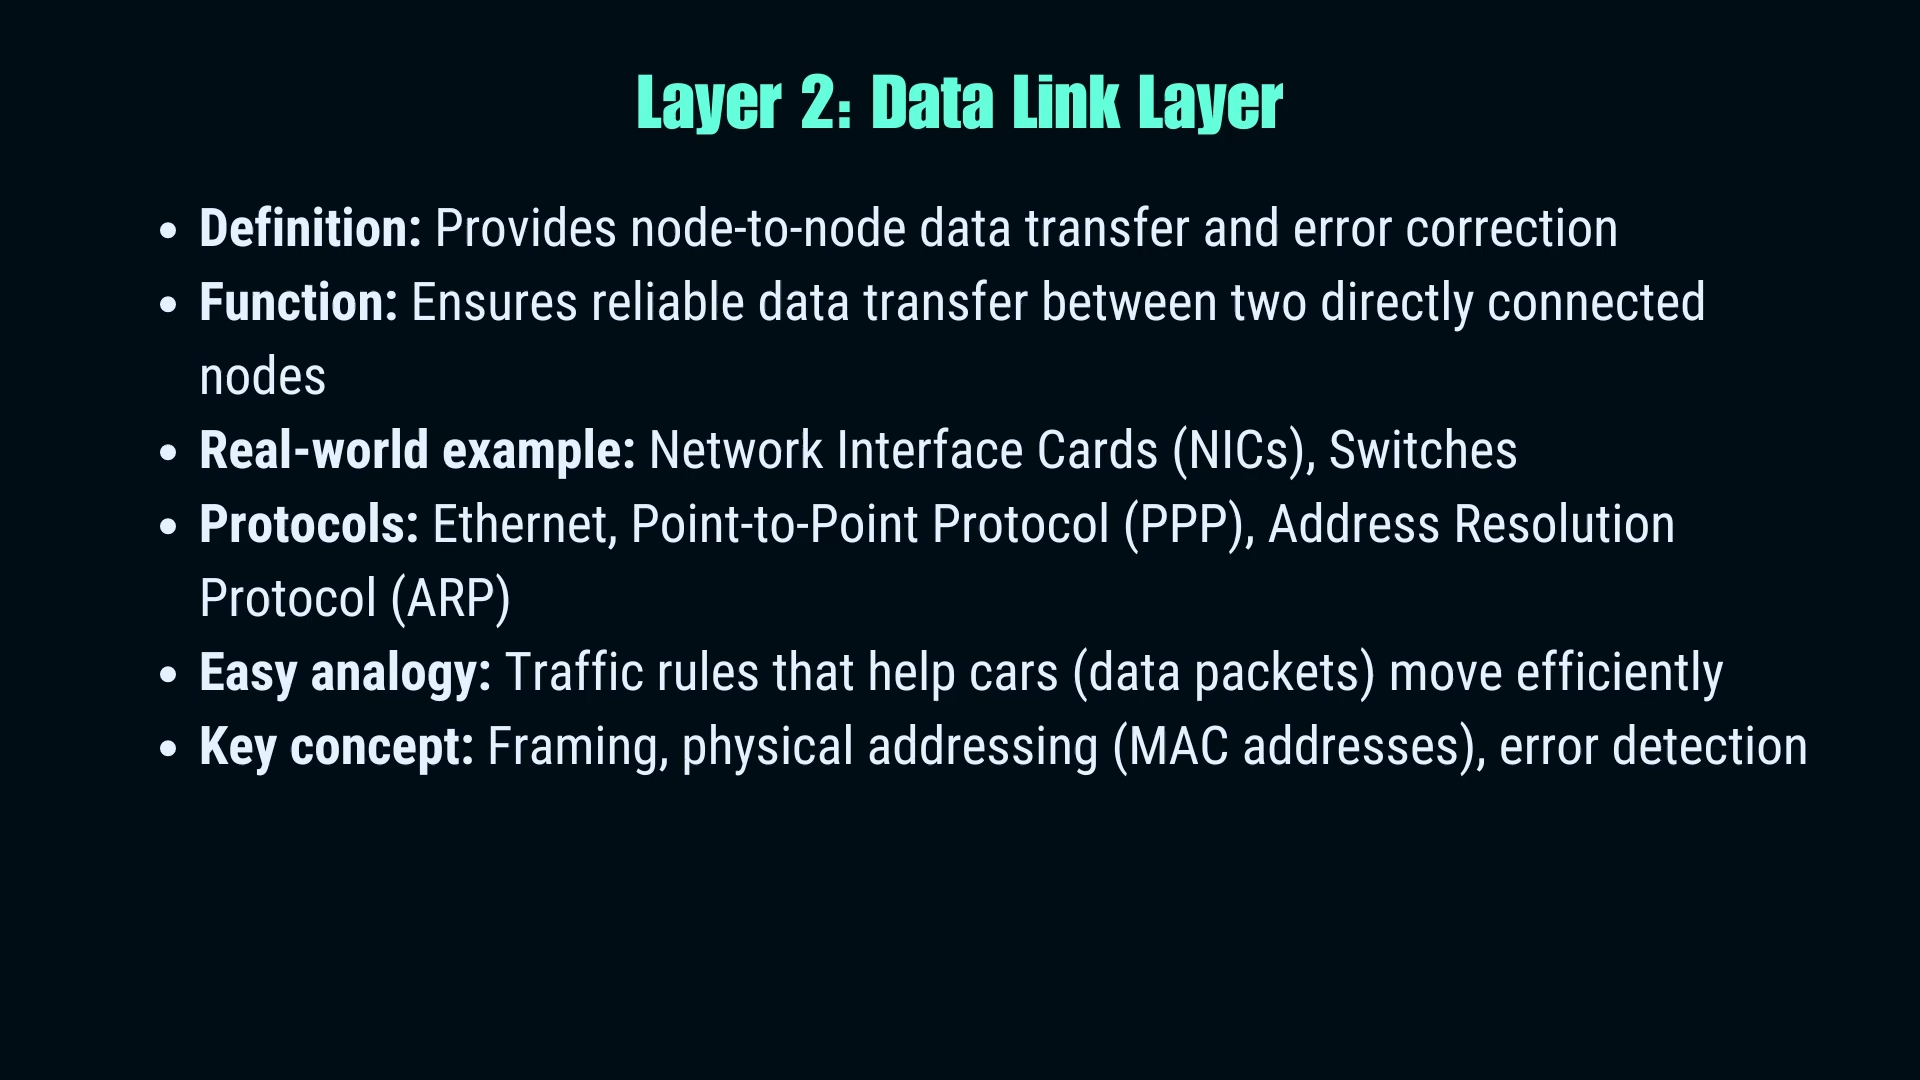 Layer 2: Data Link Layer
• Definition: Provides node-to-node data transfer and error correction
• Function: Ensures reliable data transfer between two directly connected
nodes
• Real-world example: Network Interface Cards (NICs), Switches
• Protocols: Ethernet, Point-to-Point Protocol (PPP), Address Resolution
Protocol (ARP)
• Easy analogy: Traffic rules that help cars (data packets) move efficiently
• Key concept: Framing, physical addressing (MAC addresses), error detection